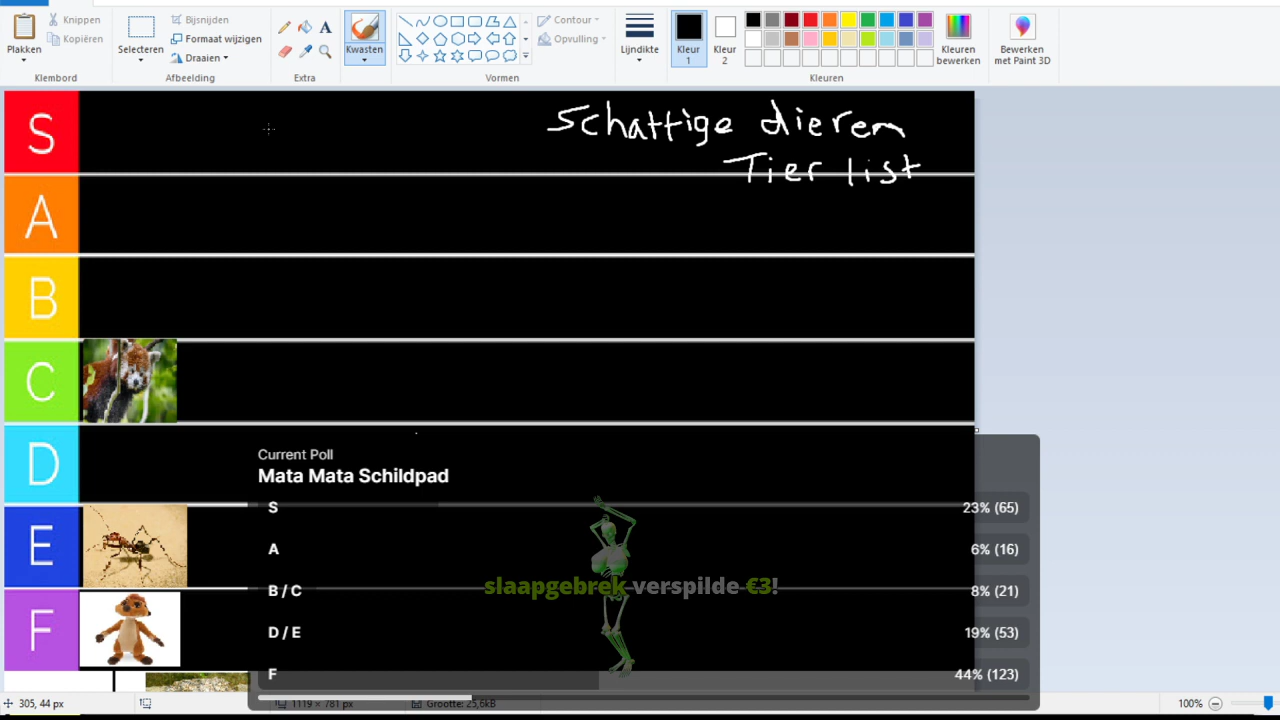 Plakken
Knippen
Kopiëren
Klembord
Selecteren
Bijsnijden
Formaat wijzigen
Draaien
Afbeelding
A
Extra
Kwasten
Contour
Opvulling
Vormen
Lijndikte
Kleur
1
Kleur
2
Kleuren
bewerken
Kleuren
Bewerken
met Paint 3D
S
Schattige dieren
Tier list
A
B
C
D
E
F
Current Poll
Mata Mata Schildpad
S 23% (65)
A 6% (16)
slaapgebrek verspilde €3!
B / C 8% (21)
D / E 19% (53)
F 44% (123)
305, 44 px
1119 × 781 px
Grootte: 25,6kB
100%